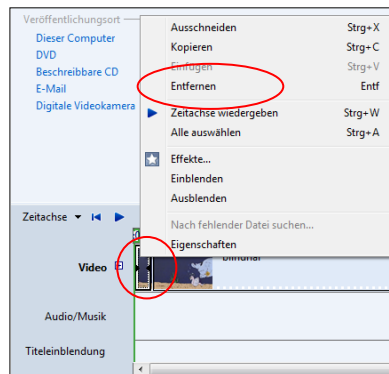 Veröffentlichungsort
Dieser Computer
DVD
Beschreibbare CD
E-Mail
Digitale Videokamera
Ausschneiden Strg+X
Kopieren Strg+C
Einfügen Strg+V
Entfernen Entf
Zeitachse wiedergeben Strg+W
Alle auswählen Strg+A
Effekte...
Einblenden
Ausblenden
Nach fehlender Datei suchen...
Eigenschaften
Zeitachse
Video
Audio/Musik
Titeleinblendung